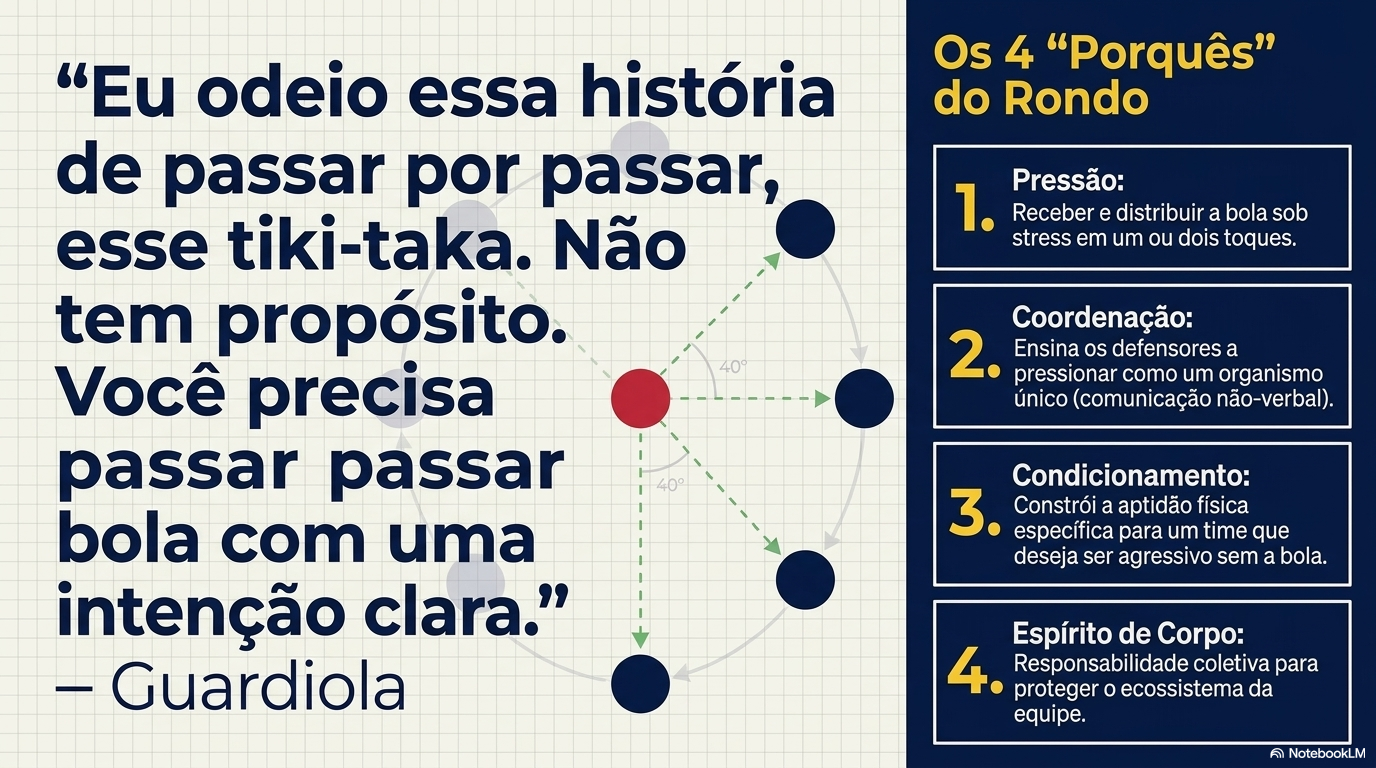 “Eu odeio essa história
de passar por passar,
esse tiki-taka. Não
tem propósito.
Você precisa
passar passar
bola com uma
intenção clara.”
– Guardiola
40º
40º
Os 4 “Porquês”
do Rondo
1. Pressão:
Receber e distribuir a bola sob
stress em um ou dois toques.
2. Coordenação:
Ensina os defensores a
pressionar como um organismo
único (comunicação não-verbal).
3. Condicionamento:
Constrói a aptidão física
específica para um time que
deseja ser agressivo sem a bola.
4. Espírito de Corpo:
Responsabilidade coletiva para
proteger o ecossistema da
equipe.
NotebookLM